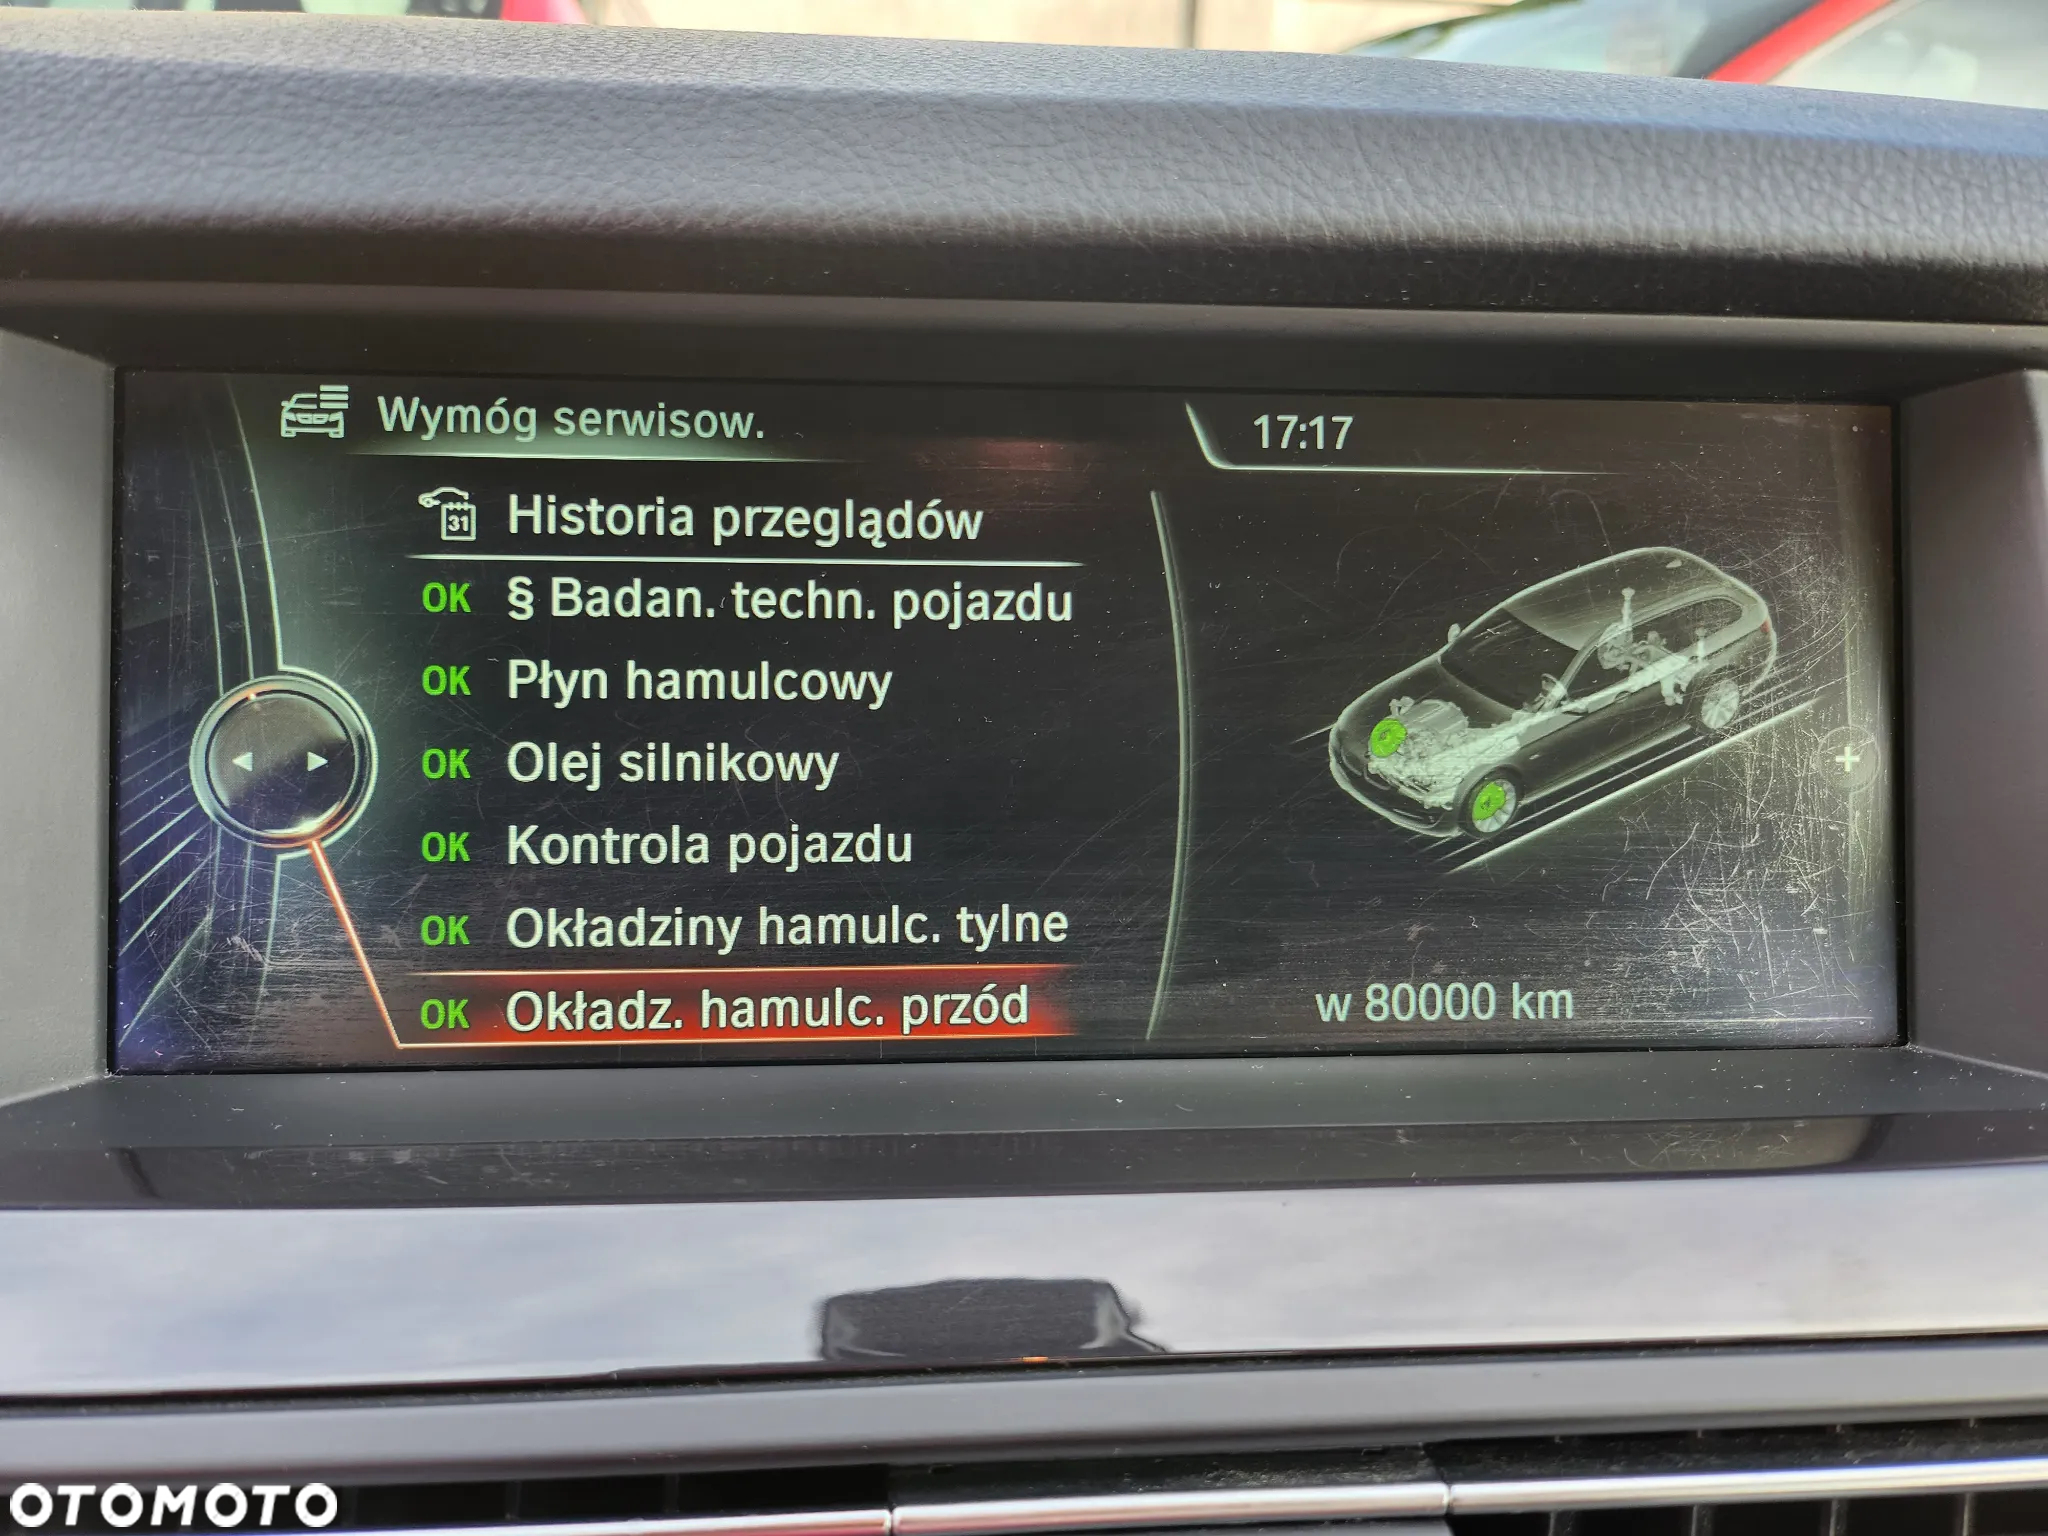 Wymóg serwisow.
17:17
31 Historia przeglądów
OK § Badan. techn. pojazdu
OK Płyn hamulcowy
OK Olej silnikowy
OK Kontrola pojazdu
OK Okładziny hamulc. tylne
OK Okładz. hamulc. przód
w 80000 km
OTOMOTO